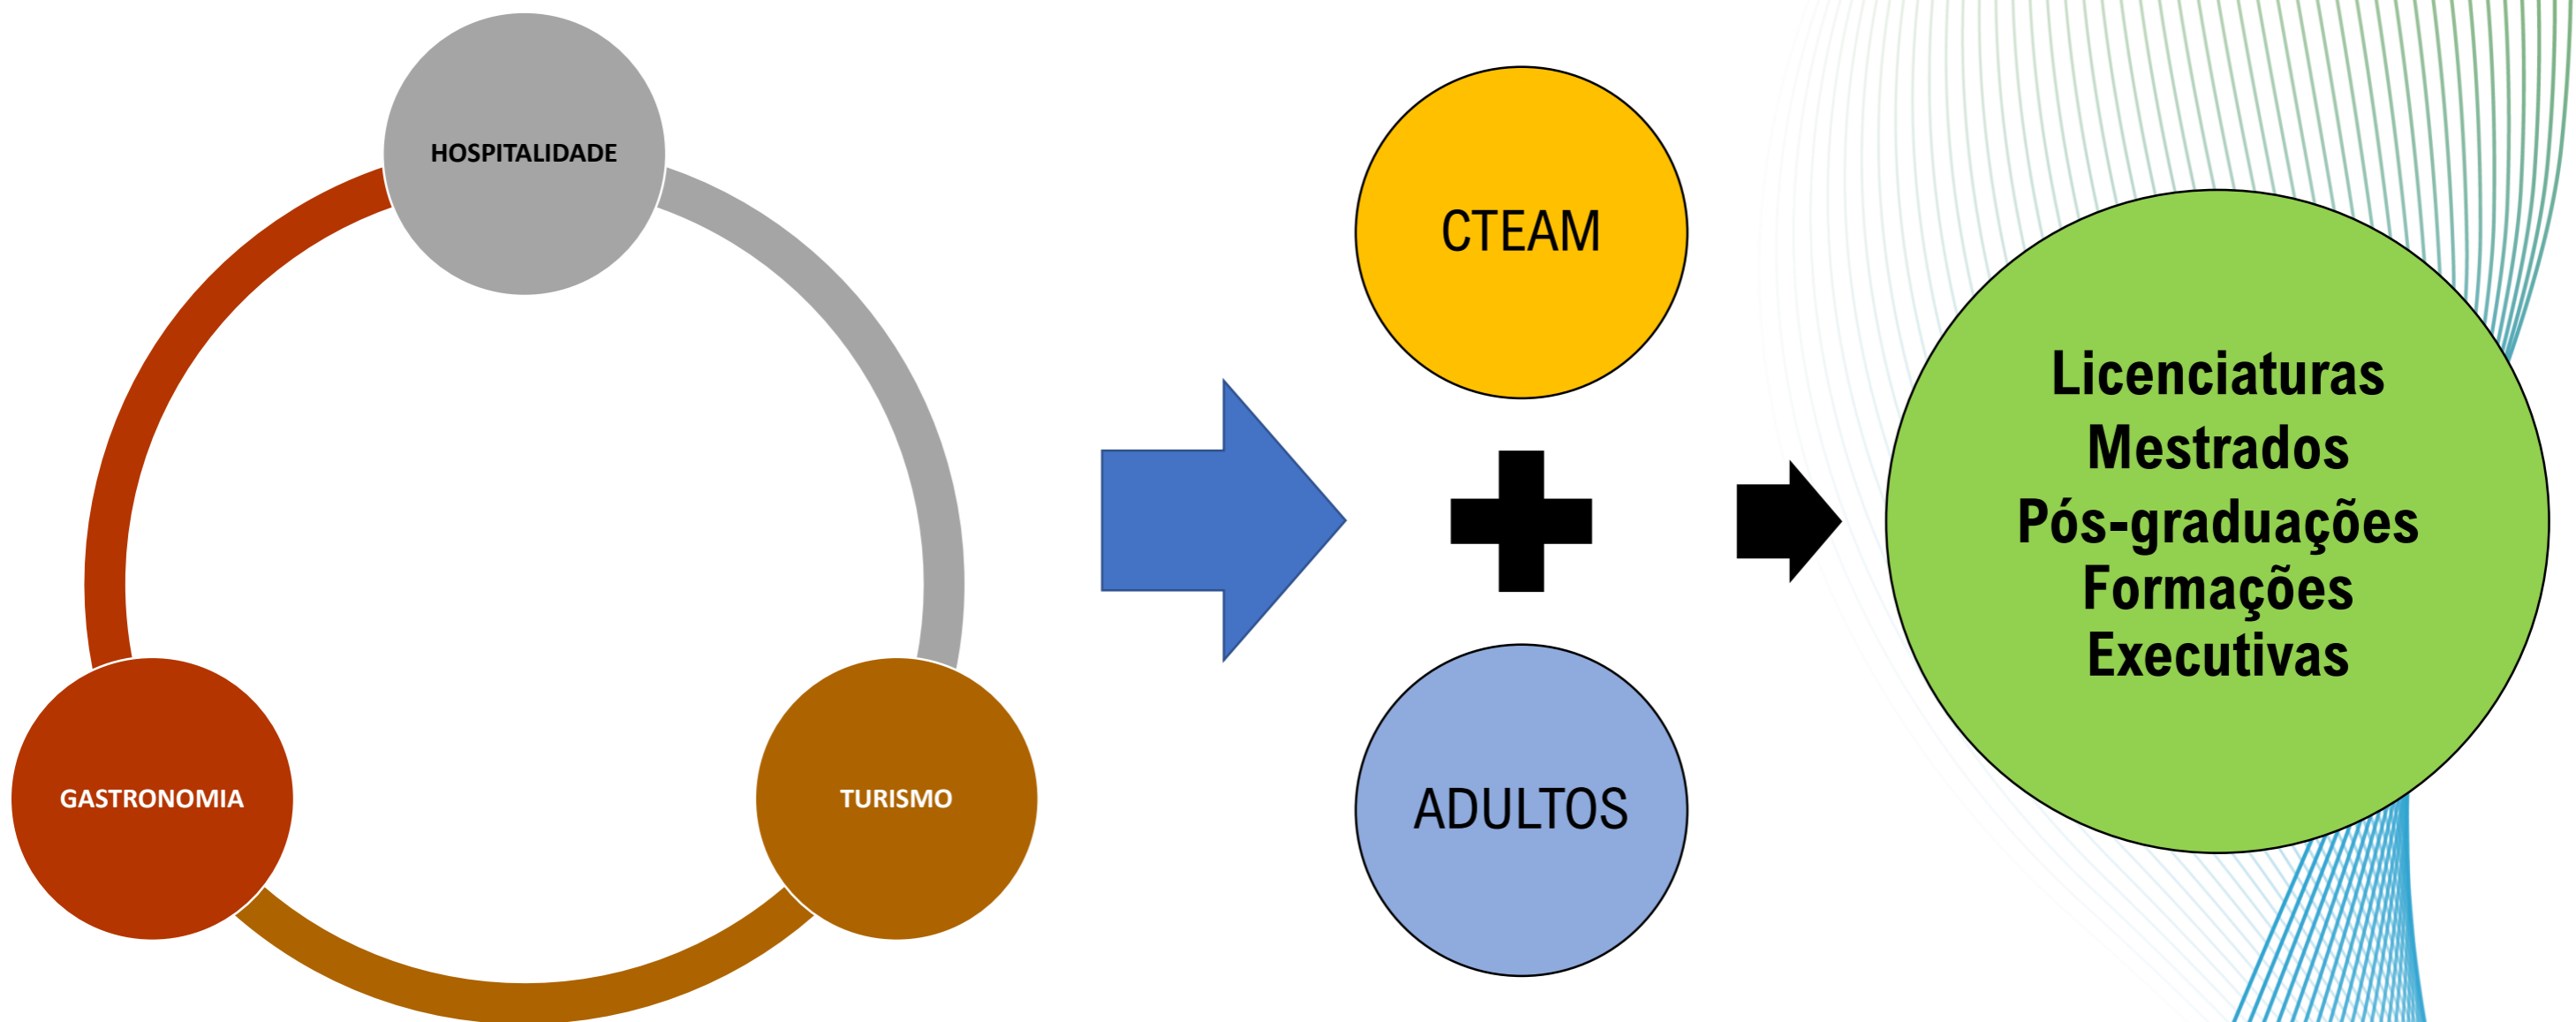 HOSPITALIDADE
GASTRONOMIA
TURISMO
CTEAM
ADULTOS
Licenciaturas
Mestrados
Pós-graduações
Formações
Executivas